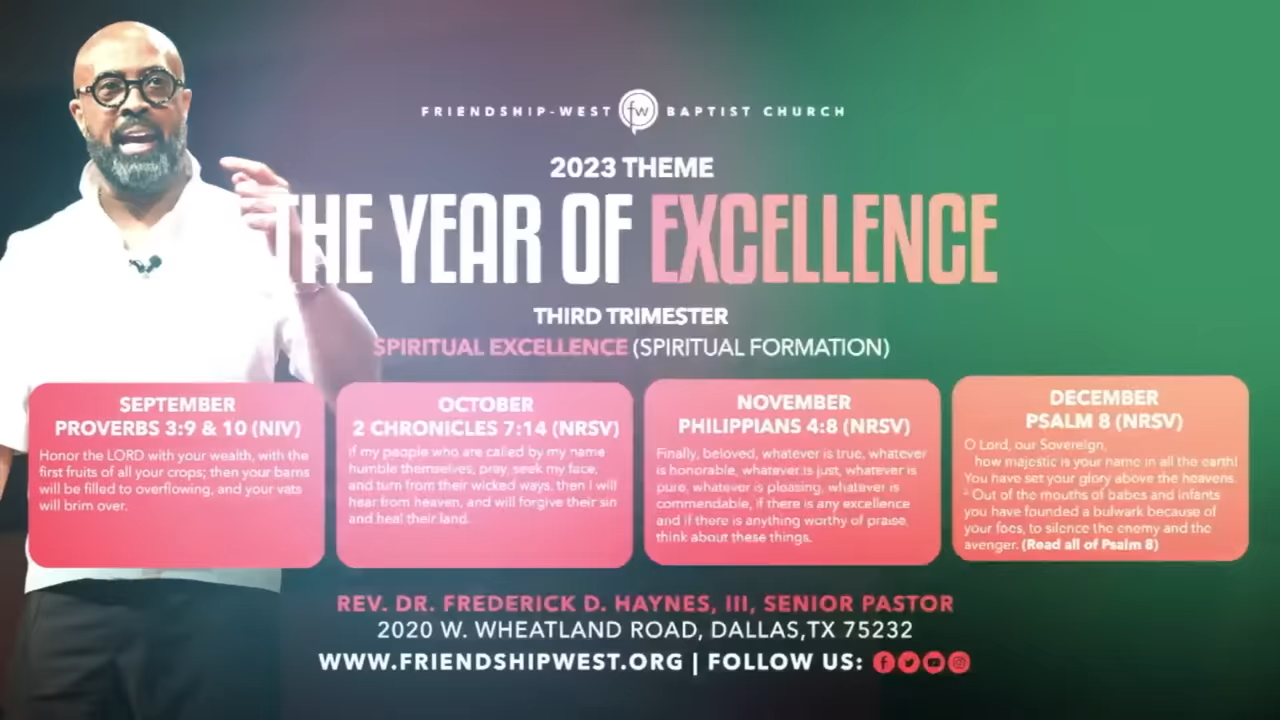 FRIENDSHIP-WEST fw BAPTIST CHURCH
2023 THEME
THE YEAR OF EXCELLENCE
THIRD TRIMESTER
SPIRITUAL EXCELLENCE (SPIRITUAL FORMATION)
SEPTEMBER
PROVERBS 3:9 & 10 (NIV)
Honor the LORD with your wealth, with the
first fruits of all your crops; then your barns
will be filled to overflowing, and your vats
will brim over.
OCTOBER
2 CHRONICLES 7:14 (NRSV)
if my people who are called by my name
humble themselves, pray, seek my face,
and turn from their wicked ways, then I will
hear from heaven, and will forgive their sin
and heal their land.
NOVEMBER
PHILIPPIANS 4:8 (NRSV)
Finally, beloved, whatever is true, whatever
is honorable, whatever is just, whatever is
pure, whatever is pleasing, whatever is
commendable, if there is any excellence
and if there is anything worthy of praise,
think about these things.
DECEMBER
PSALM 8 (NRSV)
O Lord, our Sovereign,
how majestic is your name in all the earth!
You have set your glory above the heavens.
2 Out of the mouths of babes and infants
you have founded a bulwark because of
your foes, to silence the enemy and the
avenger. (Read all of Psalm 8)
REV. DR. FREDERICK D. HAYNES, III, SENIOR PASTOR
2020 W. WHEATLAND ROAD, DALLAS,TX 75232
WWW.FRIENDSHIPWEST.ORG | FOLLOW US: